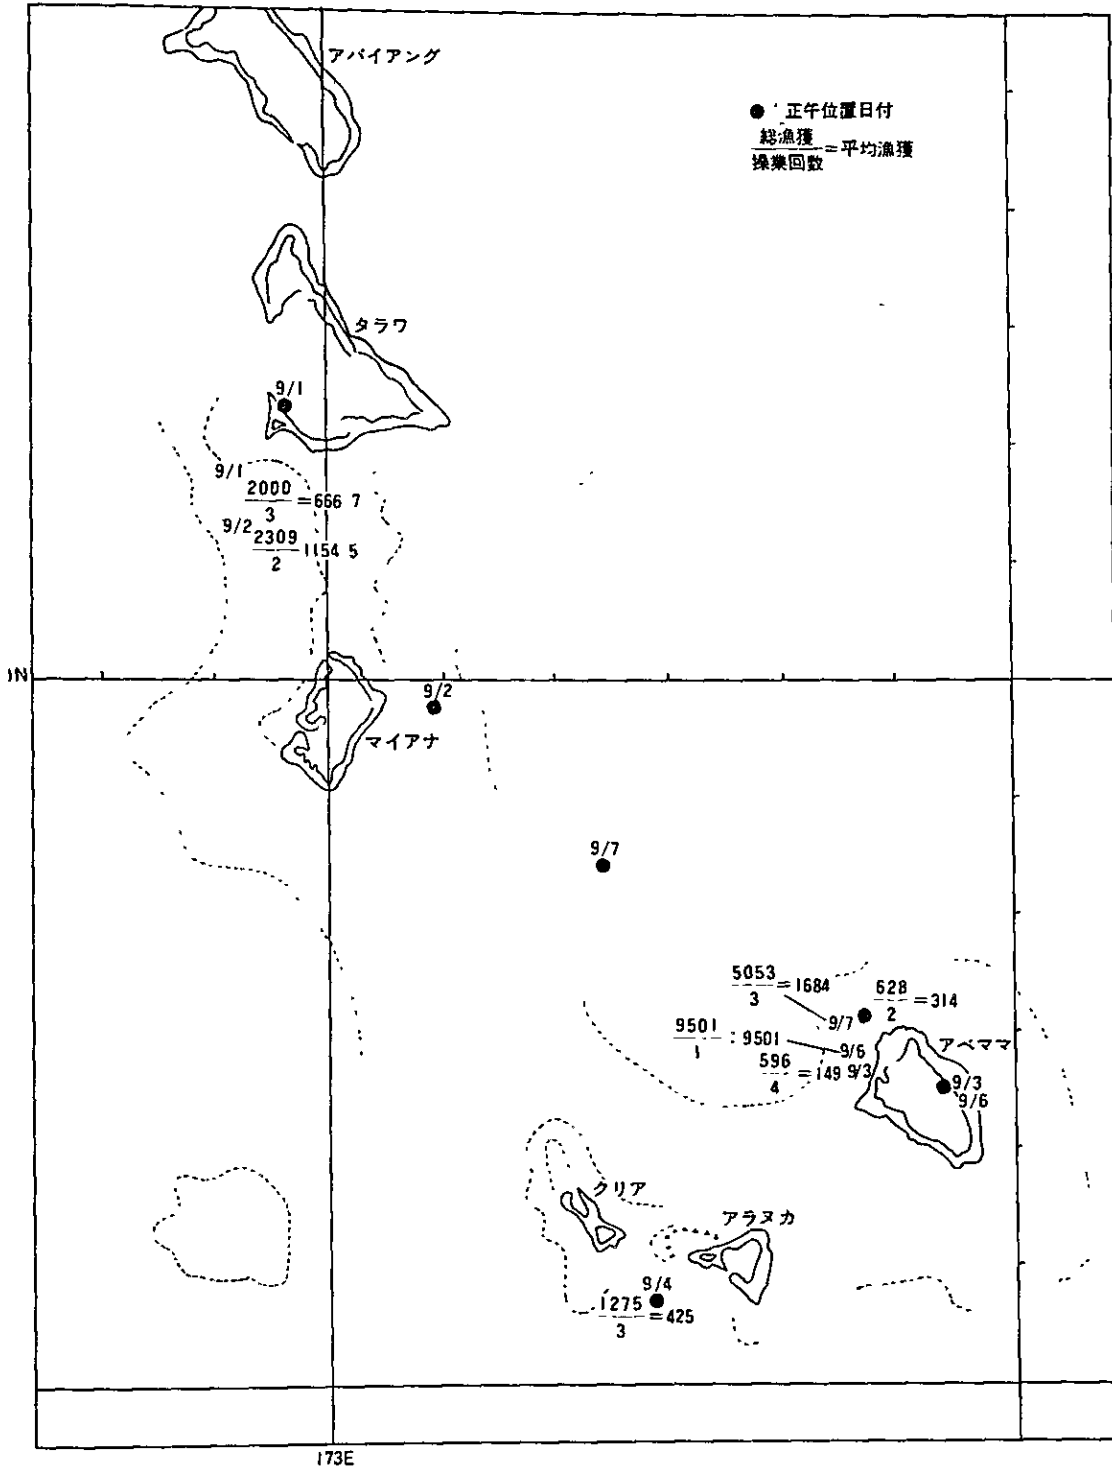 アバイアング
● 正午位置日付
総漁獲
操業回数
=平均漁獲
タラワ
9/1
9/1
2000
3
=666 7
9/2
2309
2
1154 5
1N
9/2
マイアナ
9/7
5053
3
=1684
628
2
=314
9/7
9501
1
:9501
9/6
アベママ
596
4
=149
9/3
9/3
9/6
クリア
アラヌカ
9/4
1275
3
=425
173E